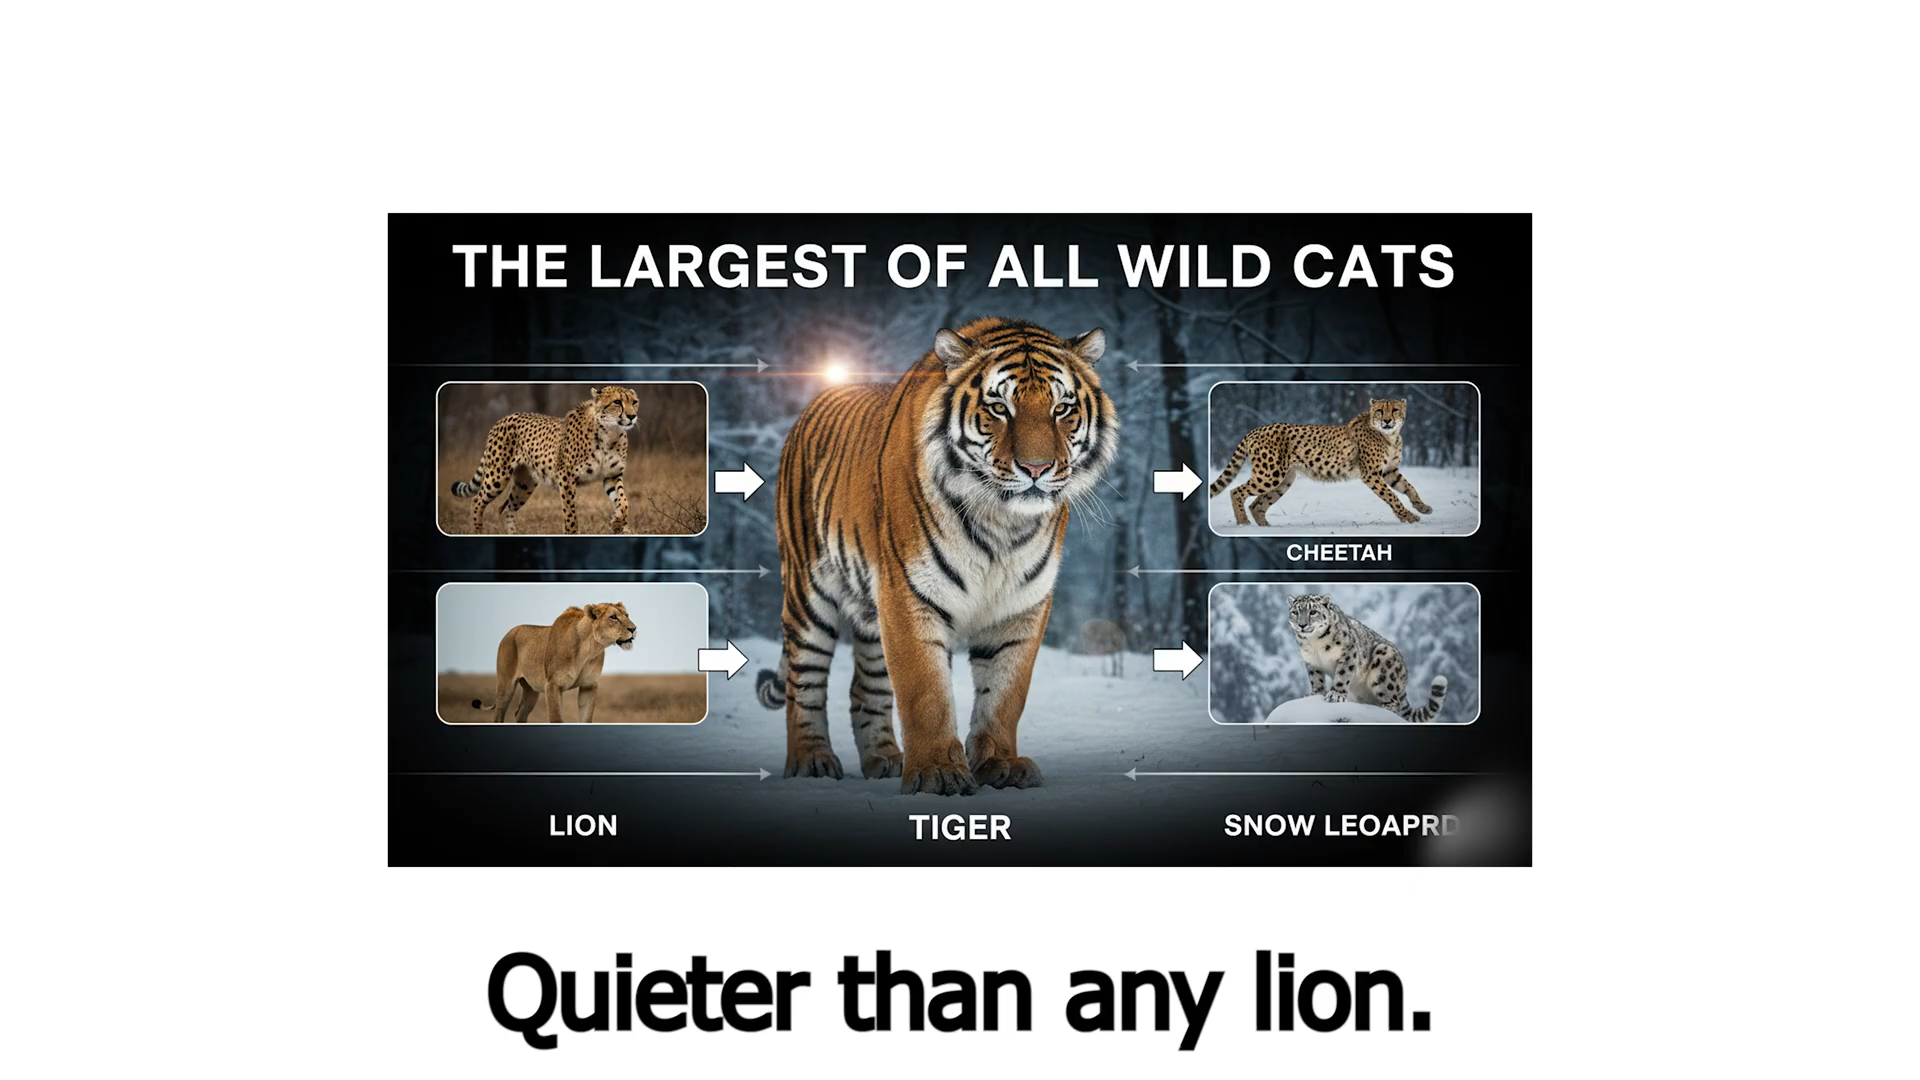 THE LARGEST OF ALL WILD CATS
CHEETAH
LION
TIGER
SNOW LEOAPRD
Quieter than any lion.